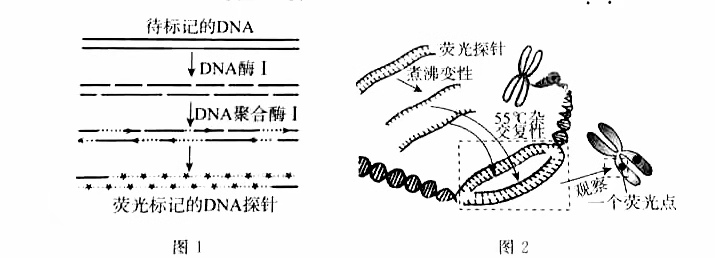 待标记的DNA
DNA酶Ⅰ
DNA聚合酶Ⅰ
荧光标记的DNA探针
图1
荧光探针
煮沸变性
55℃杂
交复性
观察
一个荧光点
图2